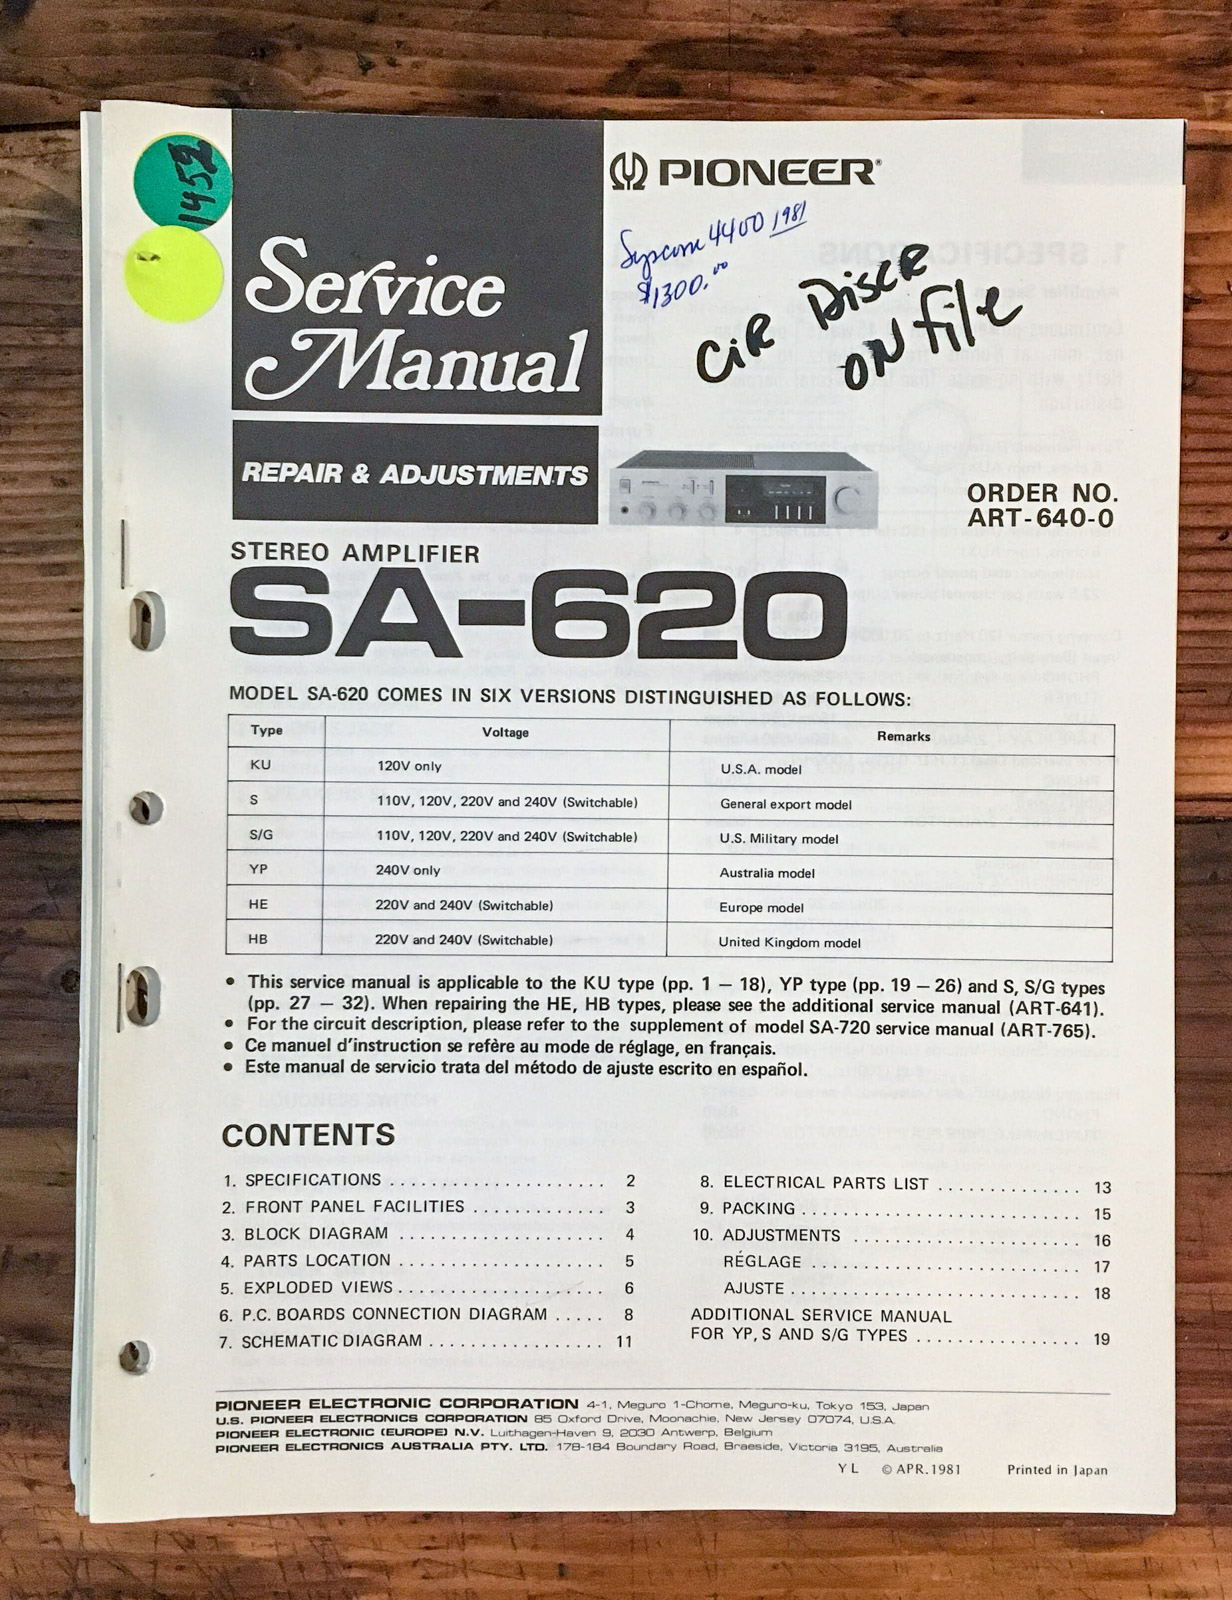 1452
PIONEER
Syscom 4400 1981
$1300.00
CiR DiscR
ON File
Service
Manual
REPAIR & ADJUSTMENTS
ORDER NO.
ART-640-0
STEREO AMPLIFIER
SA-620
MODEL SA-620 COMES IN SIX VERSIONS DISTINGUISHED AS FOLLOWS:
Type Voltage Remarks
KU 120V only U.S.A. model
S 110V, 120V, 220V and 240V (Switchable) General export model
S/G 110V, 120V, 220V and 240V (Switchable) U.S. Military model
YP 240V only Australia model
HE 220V and 240V (Switchable) Europe model
HB 220V and 240V (Switchable) United Kingdom model
• This service manual is applicable to the KU type (pp. 1 – 18), YP type (pp. 19 – 26) and S, S/G types
(pp. 27 – 32). When repairing the HE, HB types, please see the additional service manual (ART-641).
• For the circuit description, please refer to the supplement of model SA-720 service manual (ART-765).
• Ce manuel d'instruction se refère au mode de réglage, en français.
• Este manual de servicio trata del método de ajuste escrito en español.
CONTENTS
1. SPECIFICATIONS ...................... 2
2. FRONT PANEL FACILITIES ............. 3
3. BLOCK DIAGRAM ..................... 4
4. PARTS LOCATION ..................... 5
5. EXPLODED VIEWS ..................... 6
6. P.C. BOARDS CONNECTION DIAGRAM ..... 8
7. SCHEMATIC DIAGRAM .................. 11
8. ELECTRICAL PARTS LIST .............. 13
9. PACKING ............................ 15
10. ADJUSTMENTS ...................... 16
RÉGLAGE ........................... 17
AJUSTE ............................. 18
ADDITIONAL SERVICE MANUAL
FOR YP, S AND S/G TYPES ................ 19
PIONEER ELECTRONIC CORPORATION 4-1, Meguro 1-Chome, Meguro-ku, Tokyo 153, Japan
U.S. PIONEER ELECTRONICS CORPORATION 85 Oxford Drive, Moonachie, New Jersey 07074, U.S.A.
PIONEER ELECTRONIC (EUROPE) N.V. Luithagen-Haven 9, 2030 Antwerp, Belgium
PIONEER ELECTRONICS AUSTRALIA PTY. LTD. 178-184 Boundary Road, Braeside, Victoria 3195, Australia
YL © APR. 1981 Printed in Japan